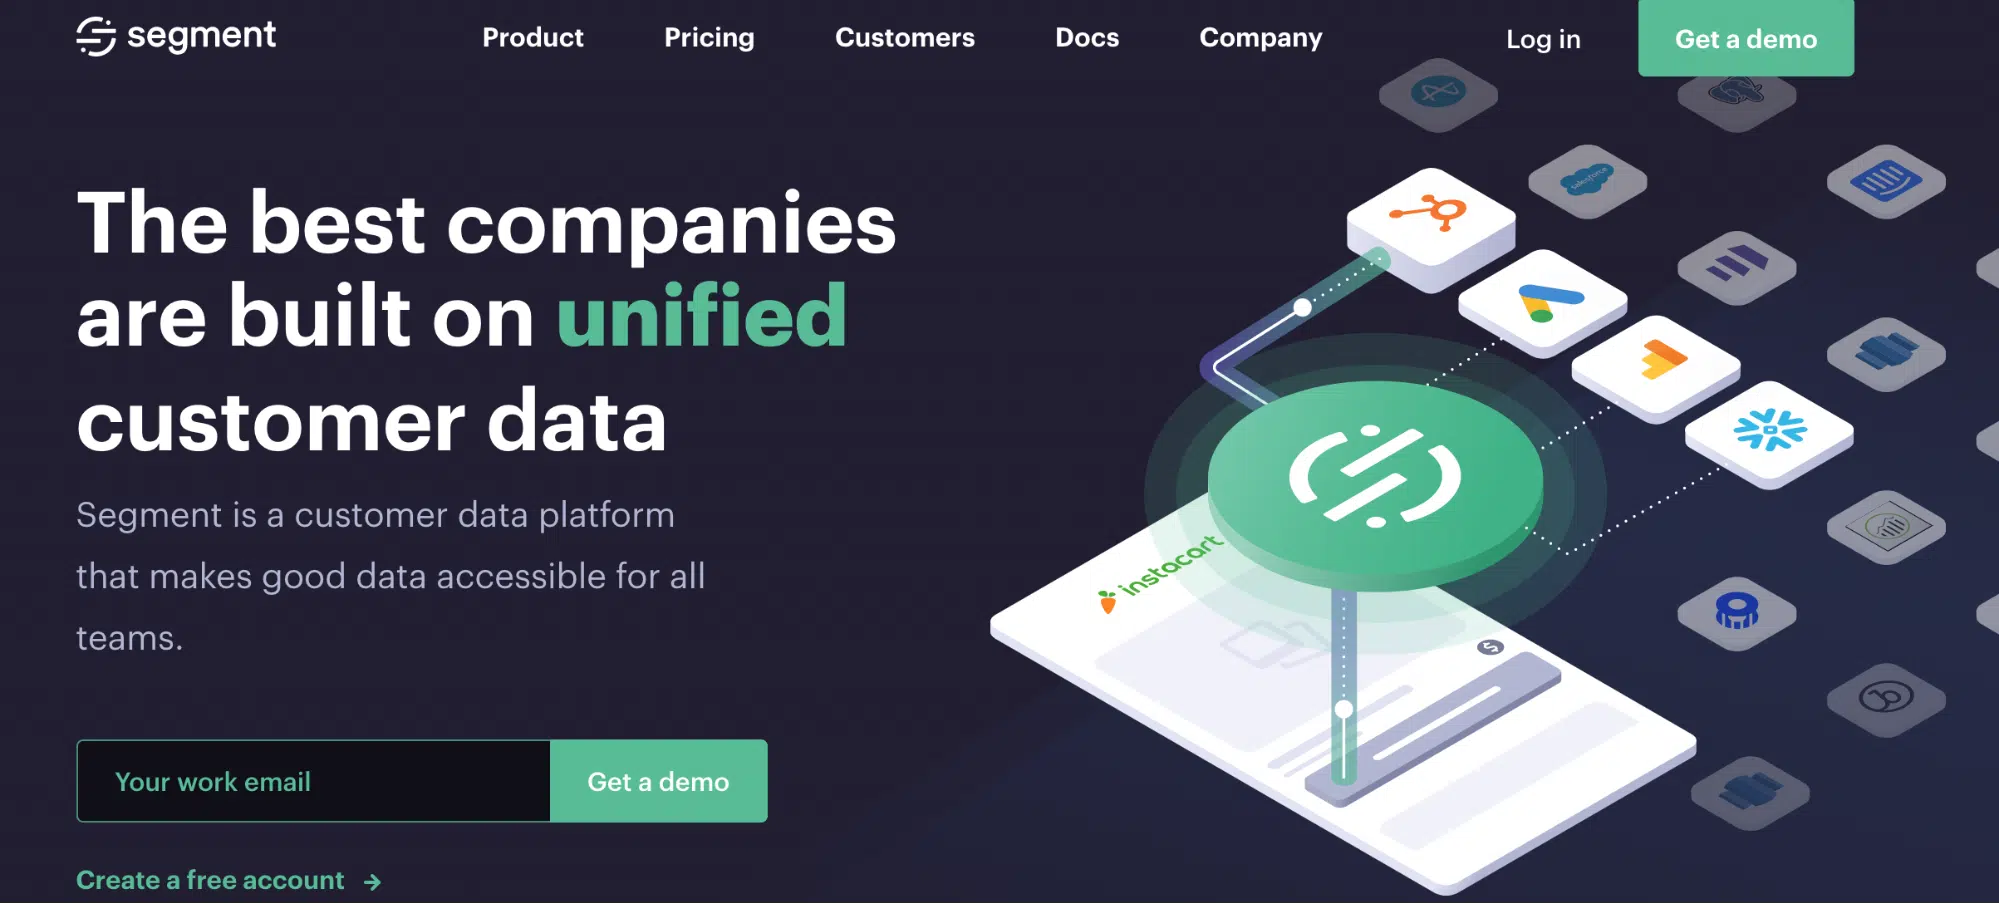 segment
Product
Pricing
Customers
Docs
Company
Log in
Get a demo
The best companies
are built on unified
customer data
Segment is a customer data platform
that makes good data accessible for all
teams.
Your work email
Get a demo
Create a free account →
salesforce
instacart
$